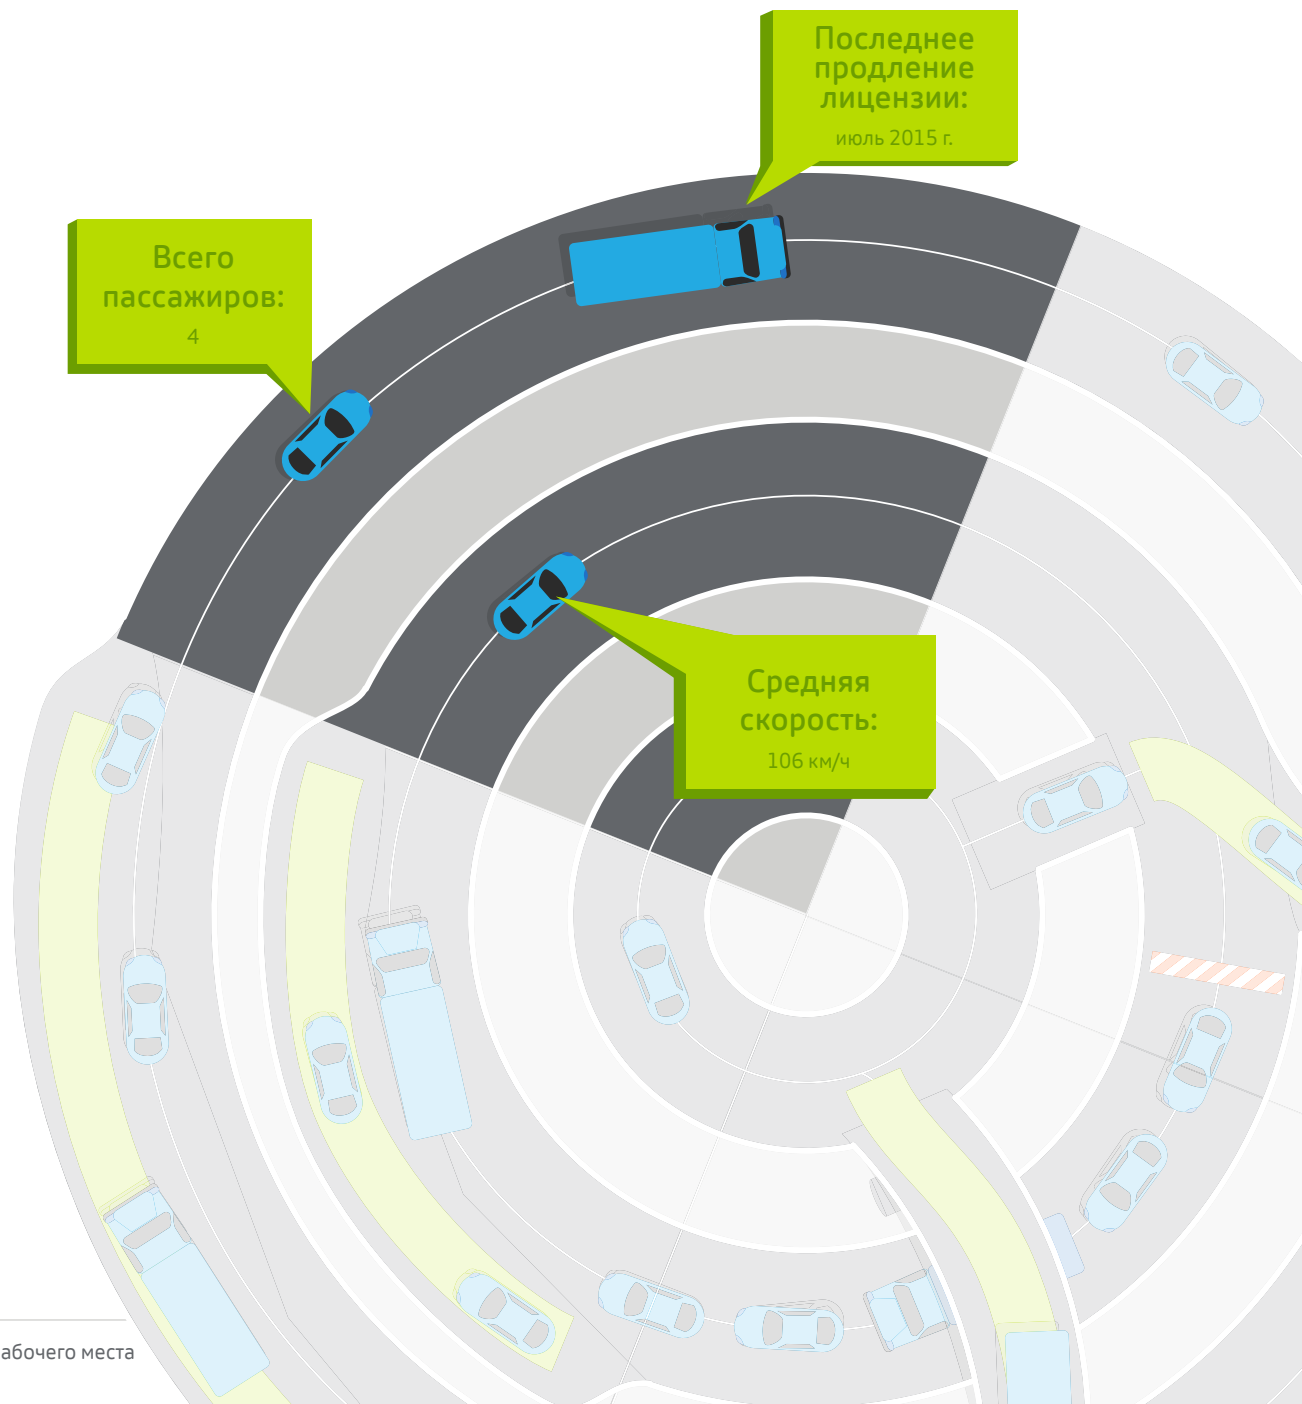 Последнее
продление
лицензии:
июль 2015 г.
Всего
пассажиров:
4
Средняя
скорость:
106 км/ч
абочего места